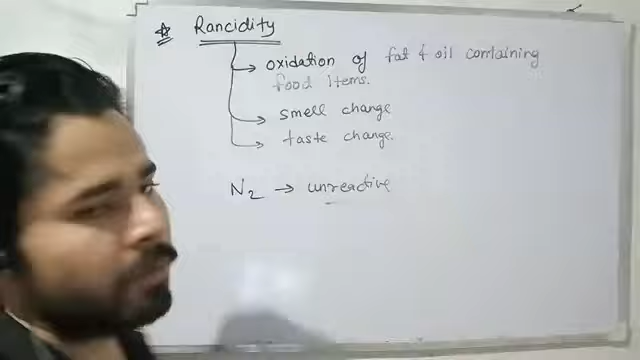 ☆ Rancidity
→ oxidation of fat & oil containing
food items.
→ smell change
→ taste change.
N₂ → unreactive